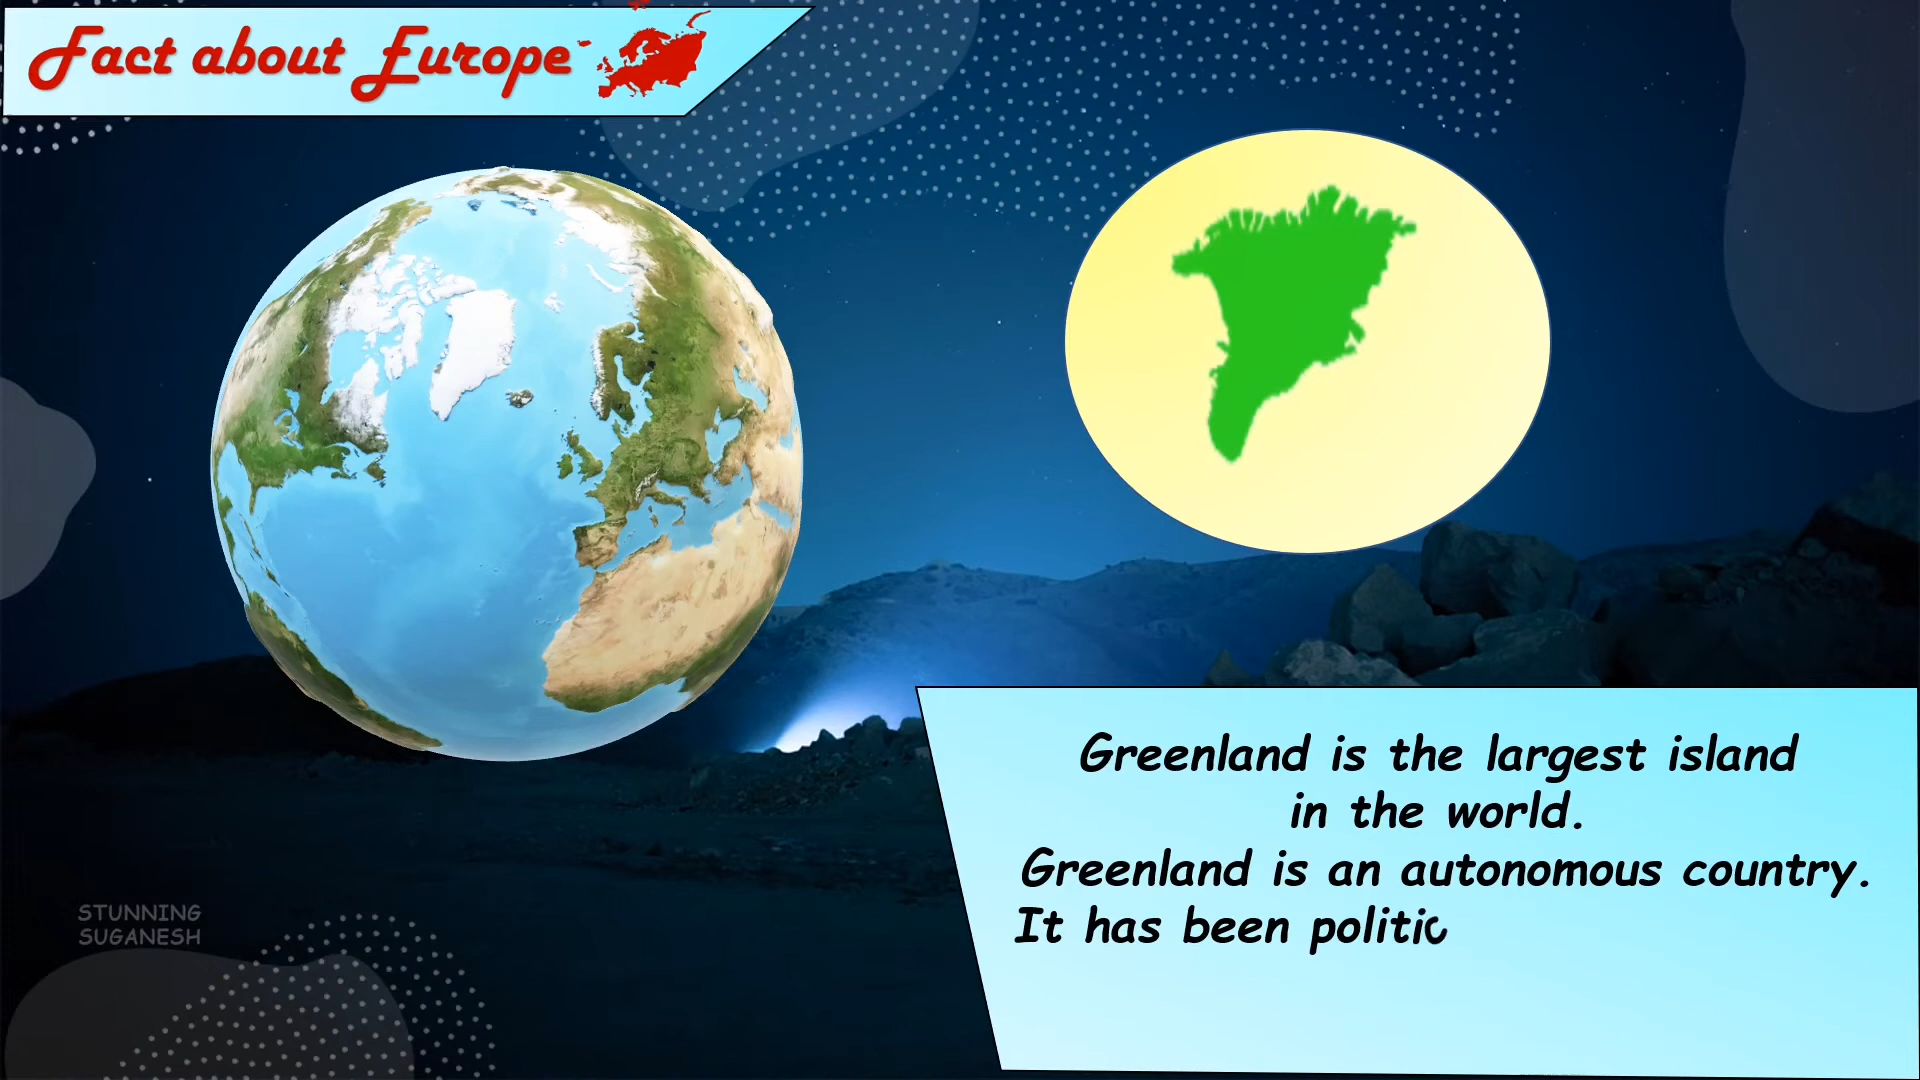 Fact about Europe
Greenland is the largest island
in the world.
Greenland is an autonomous country.
It has been politic
STUNNING
SUGANESH